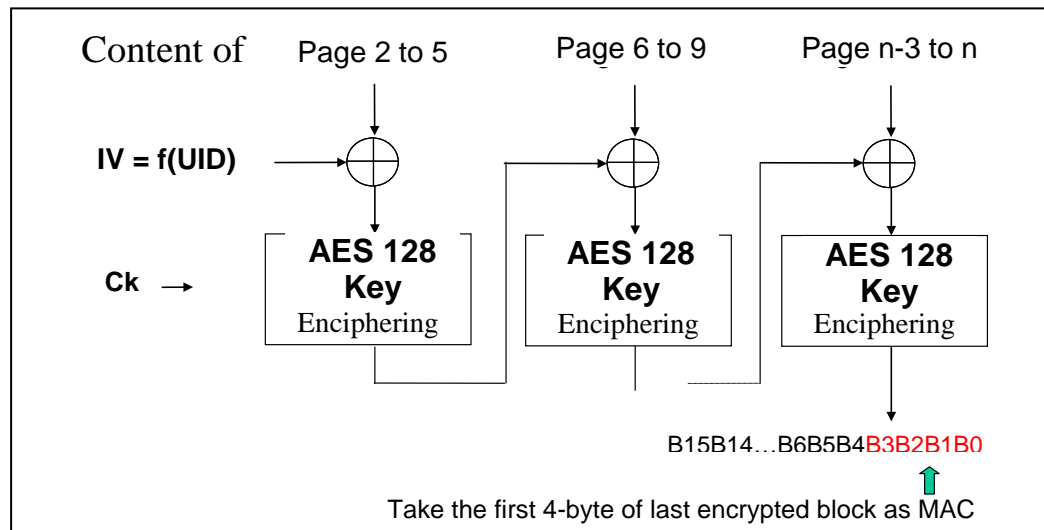 Content of Page 2 to 5 Page 6 to 9 Page n-3 to n
IV = f(UID)
Ck
AES 128 Key Enciphering
AES 128 Key Enciphering
AES 128 Key Enciphering
B15B14...B6B5B4B3B2B1B0
Take the first 4-byte of last encrypted block as MAC